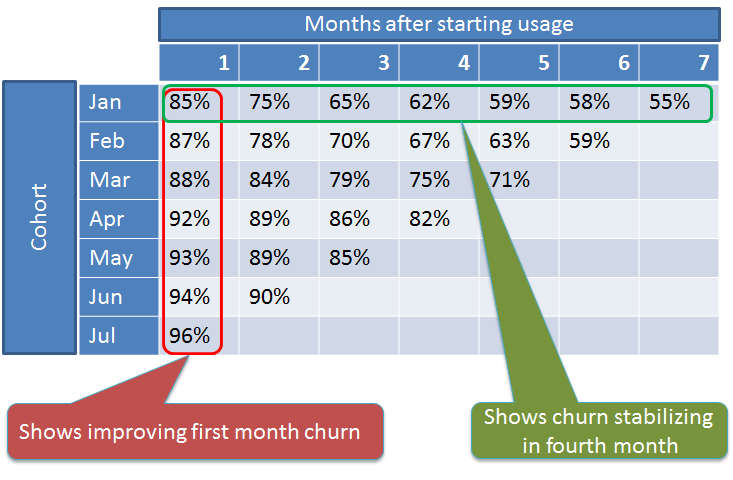 Months after starting usage
1 2 3 4 5 6 7
Cohort
Jan 85% 75% 65% 62% 59% 58% 55%
Feb 87% 78% 70% 67% 63% 59%
Mar 88% 84% 79% 75% 71%
Apr 92% 89% 86% 82%
May 93% 89% 85%
Jun 94% 90%
Jul 96%
Shows improving first month churn
Shows churn stabilizing
in fourth month